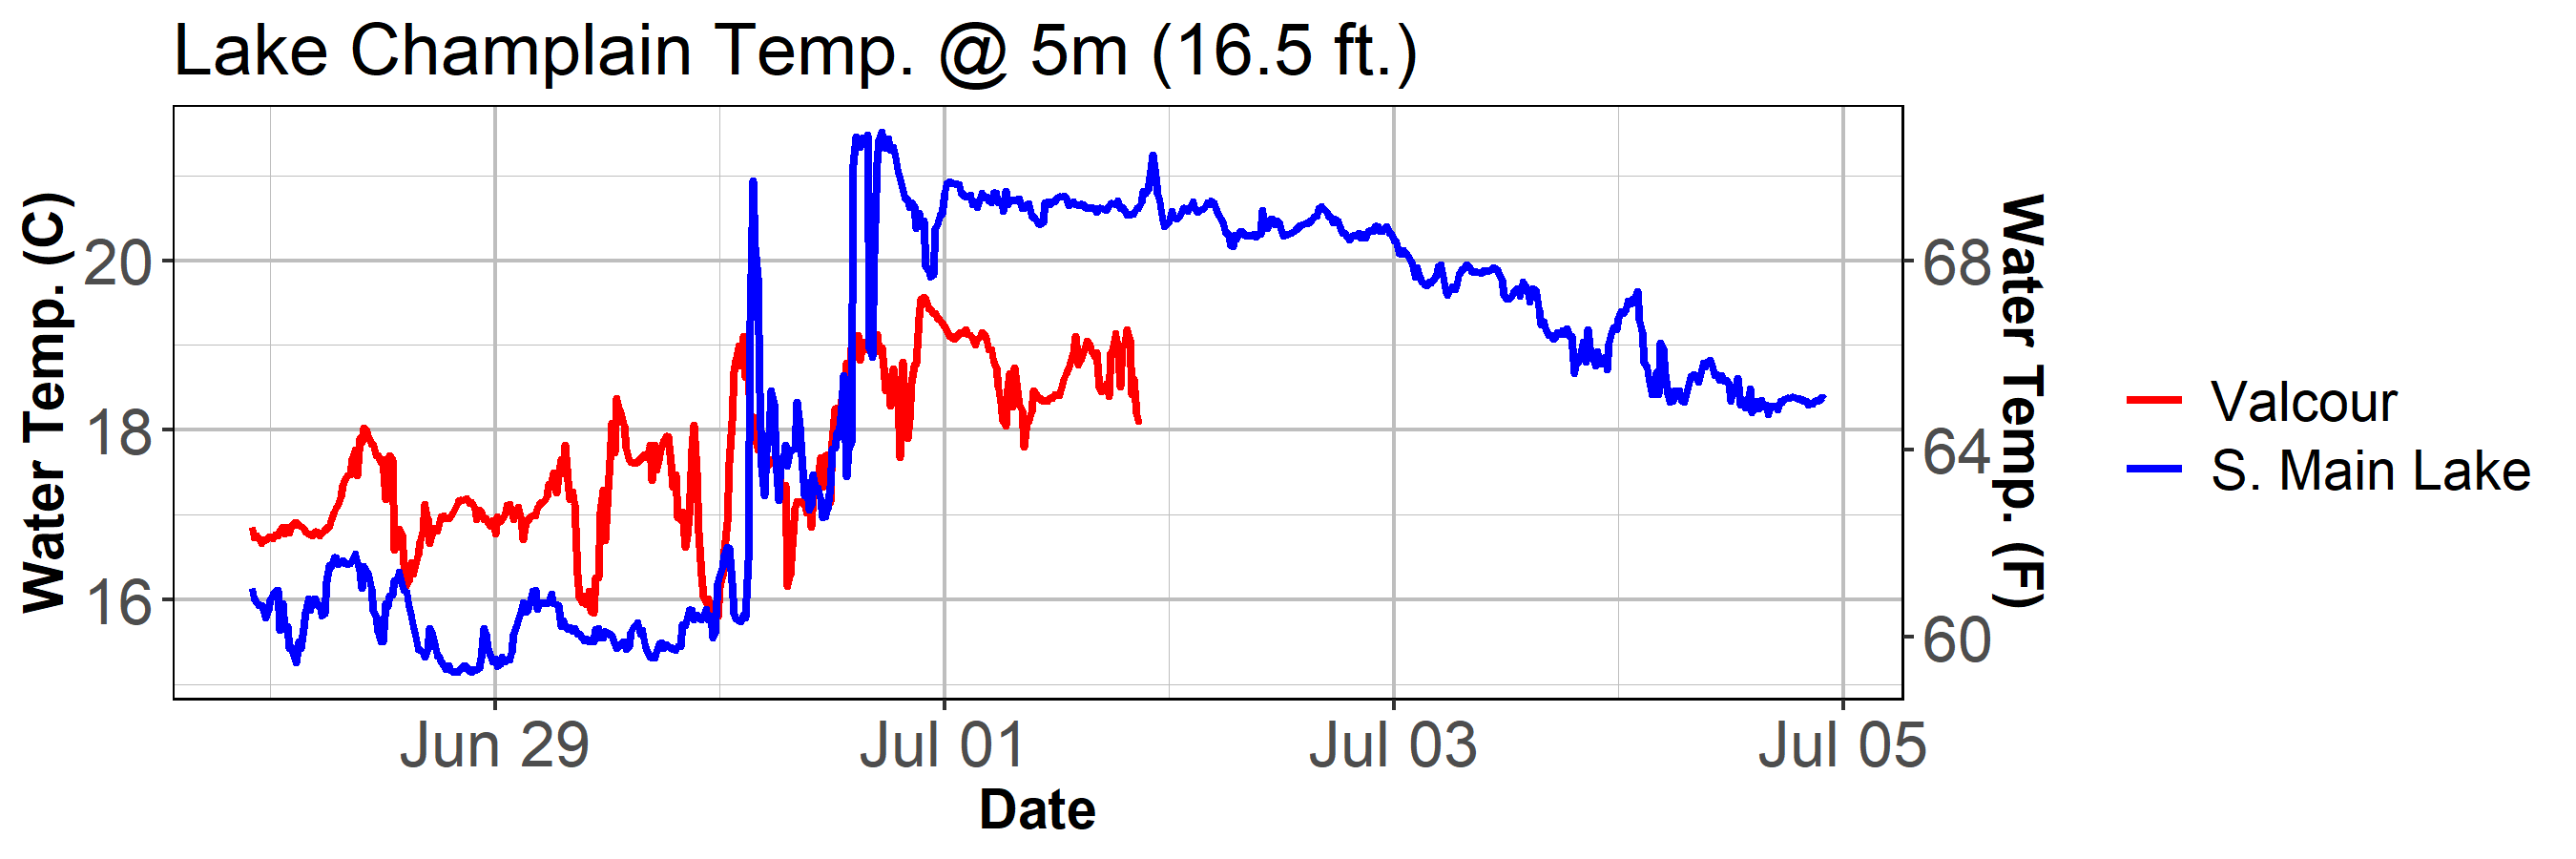 Lake Champlain Temp. @ 5m (16.5 ft.)
Water Temp. (C)
20
18
16
68
64
60
Water Temp. (F)
Jun 29
Jul 01
Jul 03
Jul 05
Date
Valcour
S. Main Lake